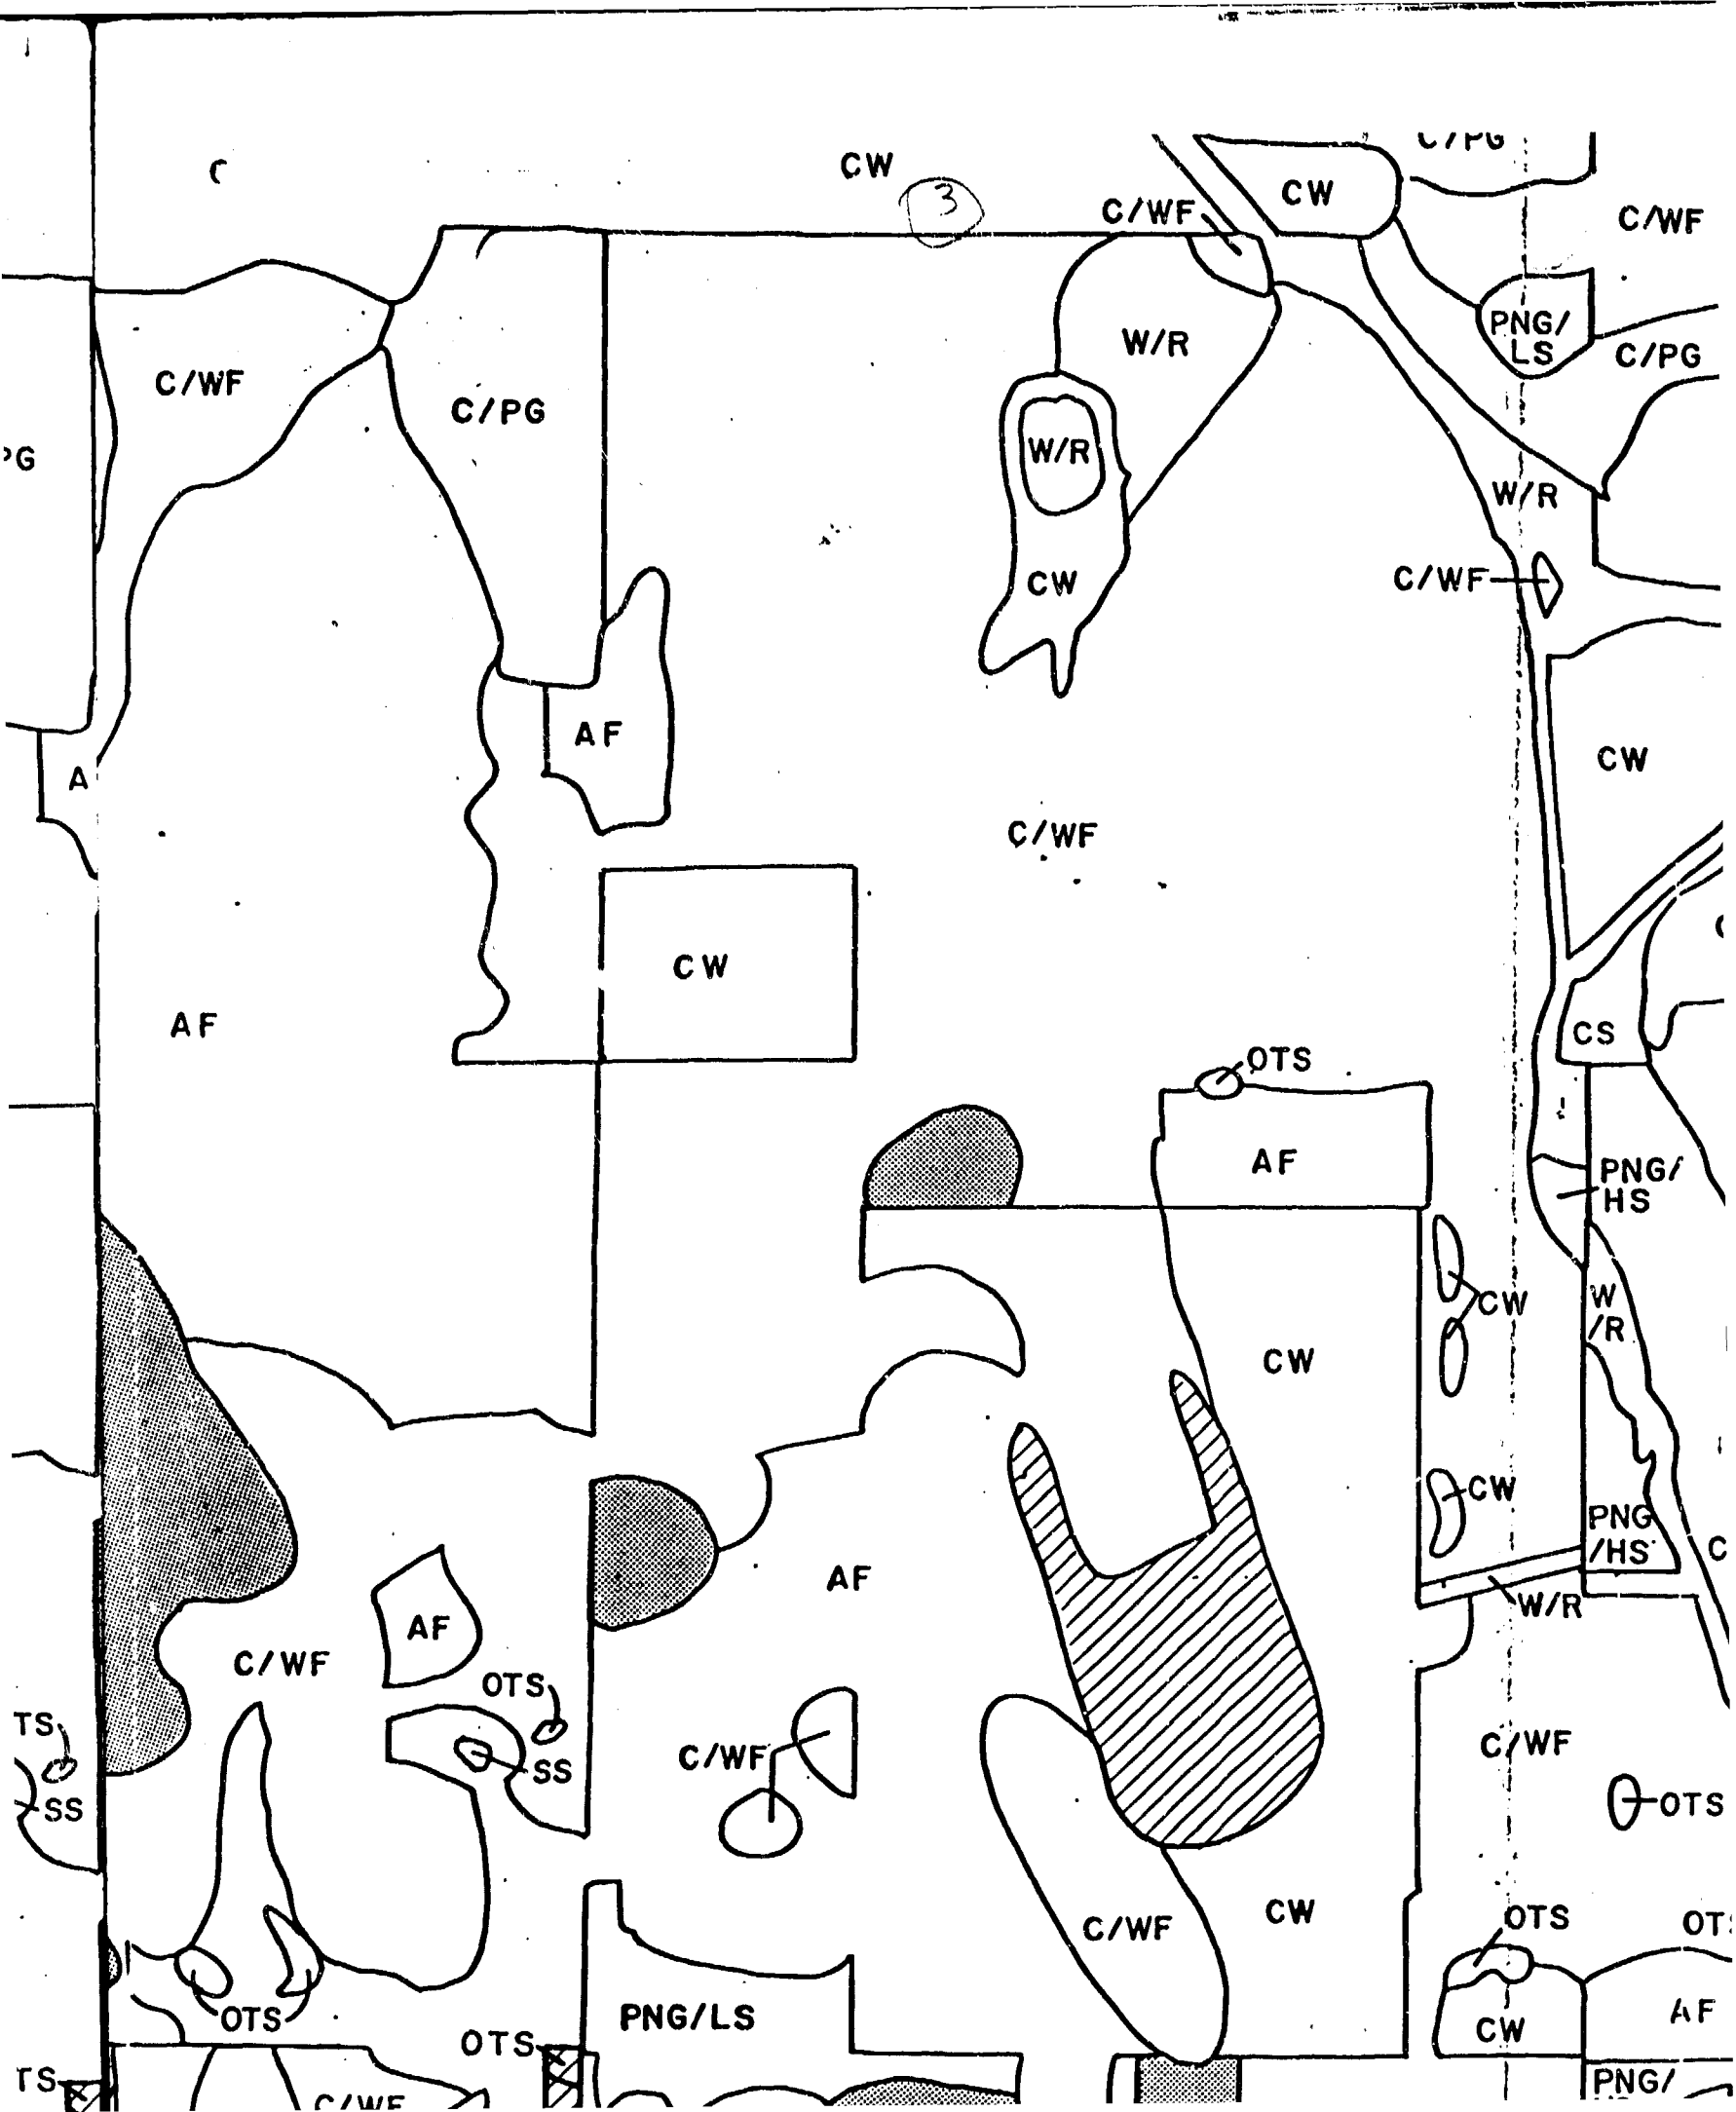 CW
3
C/WF
CW
C/PG
C/WF
PNG/
LS
C/PG
C/WF
C/PG
W/R
PG
W/R
W/R
CW
C/WF
AF
A
CW
C/WF
CW
AF
CS
OTS
AF
PNG/
HS
CW
W
/R
CW
CW
PNG
/HS
C
W/R
AF
AF
C/WF
OTS
SS
TS
SS
C/WF
C/WF
OTS
C/WF
CW
OTS
OT
OTS
PNG/LS
CW
AF
OTS
TS
C/WF
PNG/